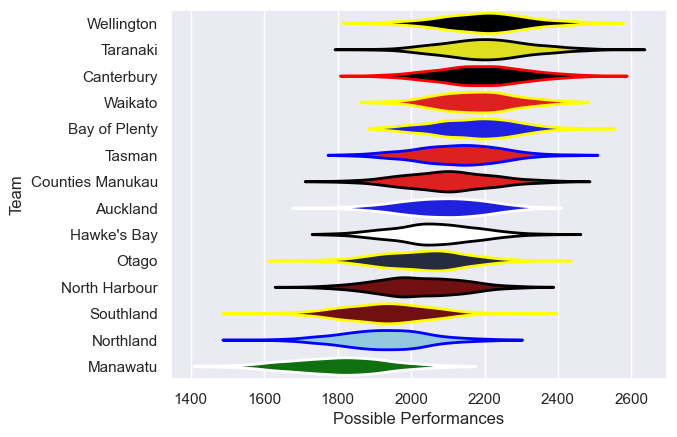 Wellington
Taranaki
Canterbury
Waikato
Bay of Plenty
Tasman
Counties Manukau
Auckland
Hawke's Bay
Otago
North Harbour
Southland
Northland
Manawatu
Team
1400 1600 1800 2000 2200 2400 2600
Possible Performances